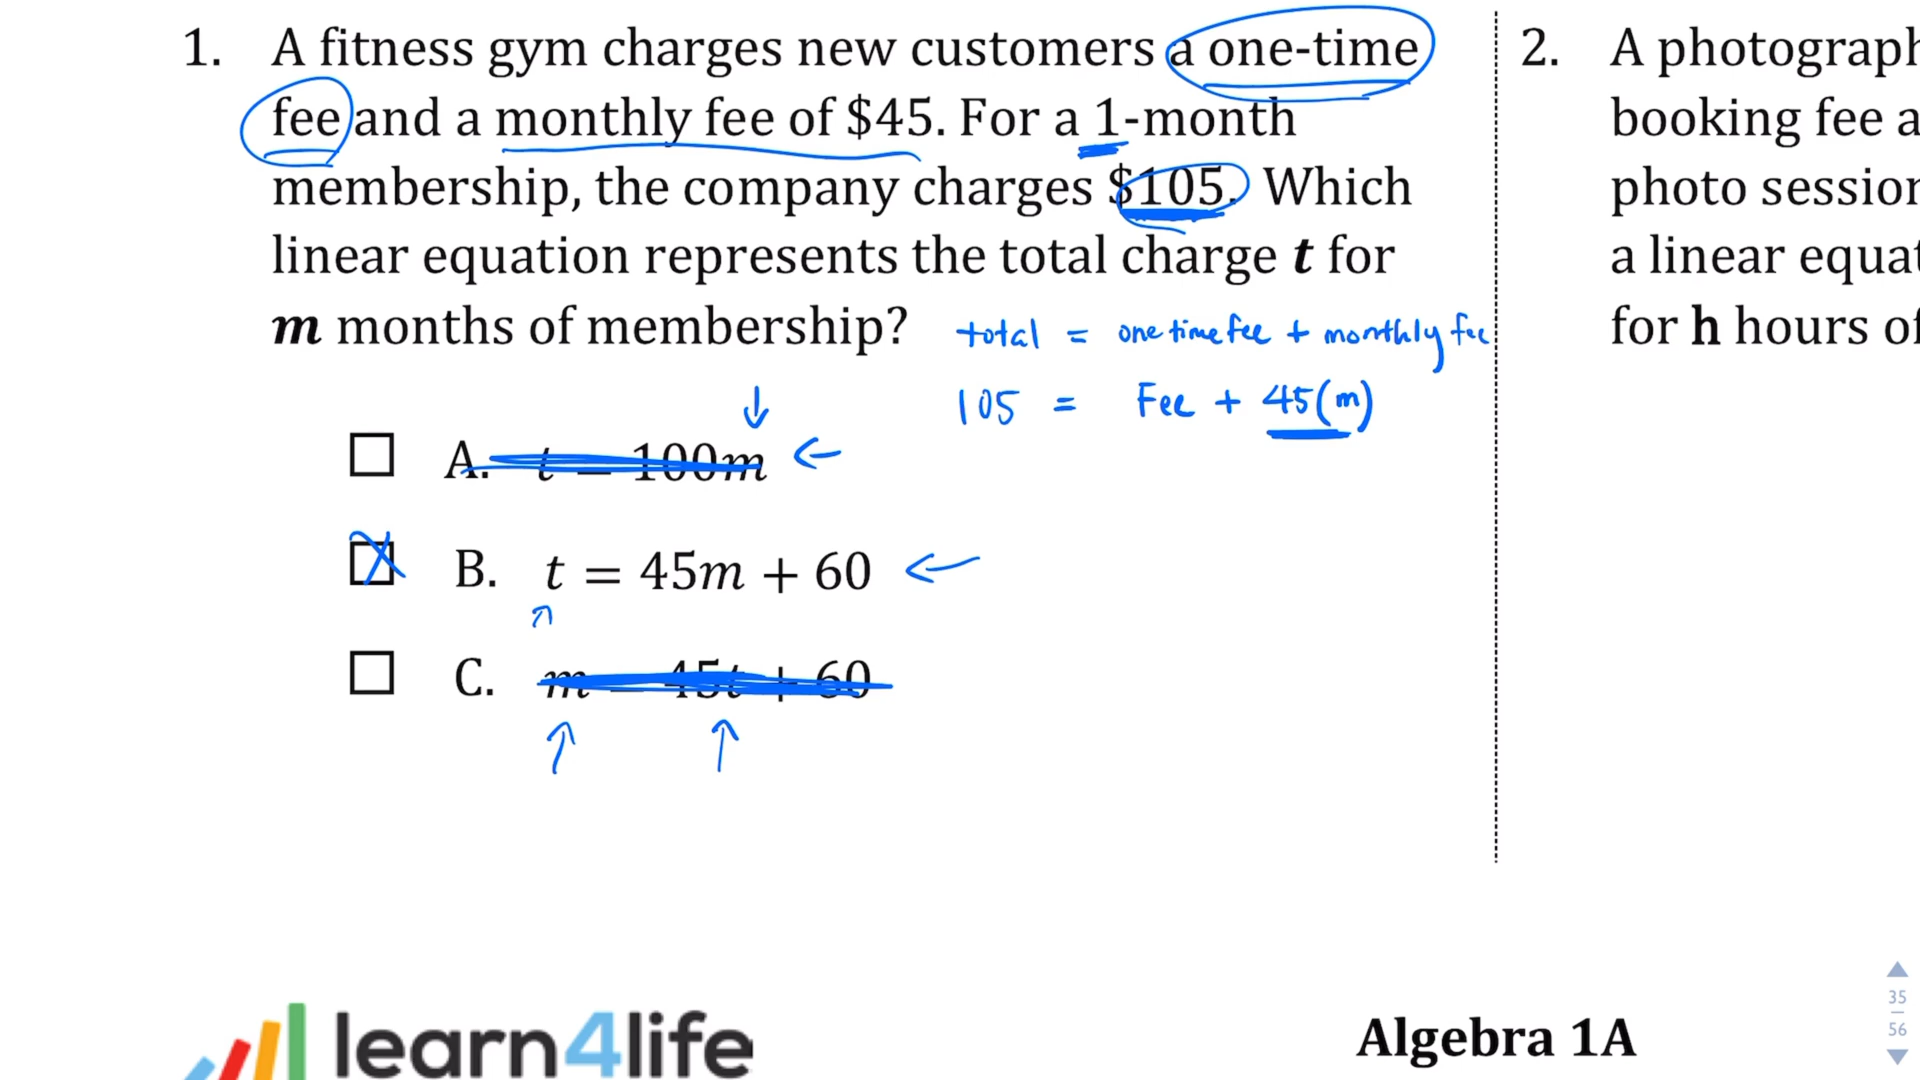 1. A fitness gym charges new customers a one-time
fee and a monthly fee of $45. For a 1-month
membership, the company charges $105. Which
linear equation represents the total charge t for
m months of membership?
total = one time fee + monthly fee
105 = Fee + 45(m)
A. t = 100m
B. t = 45m + 60
C. m = 45t + 60
2. A photograph
booking fee a
photo session
a linear equat
for h hours of
learn4life
Algebra 1A
35
56